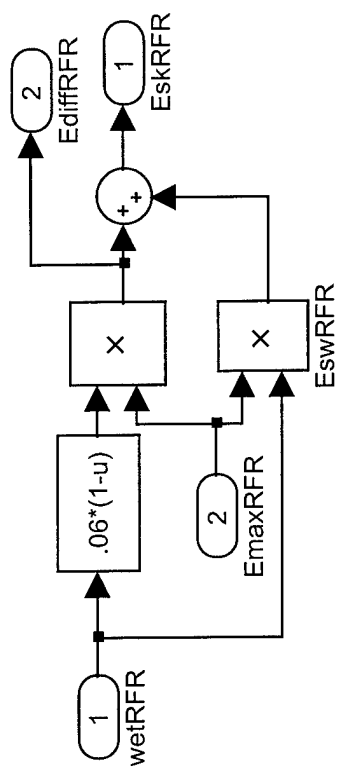 1
wetRFR
.06*(1-u)
2
EmaxRFR
×
×
EswRFR
+
+
2
EdiffRFR
1
EskRFR